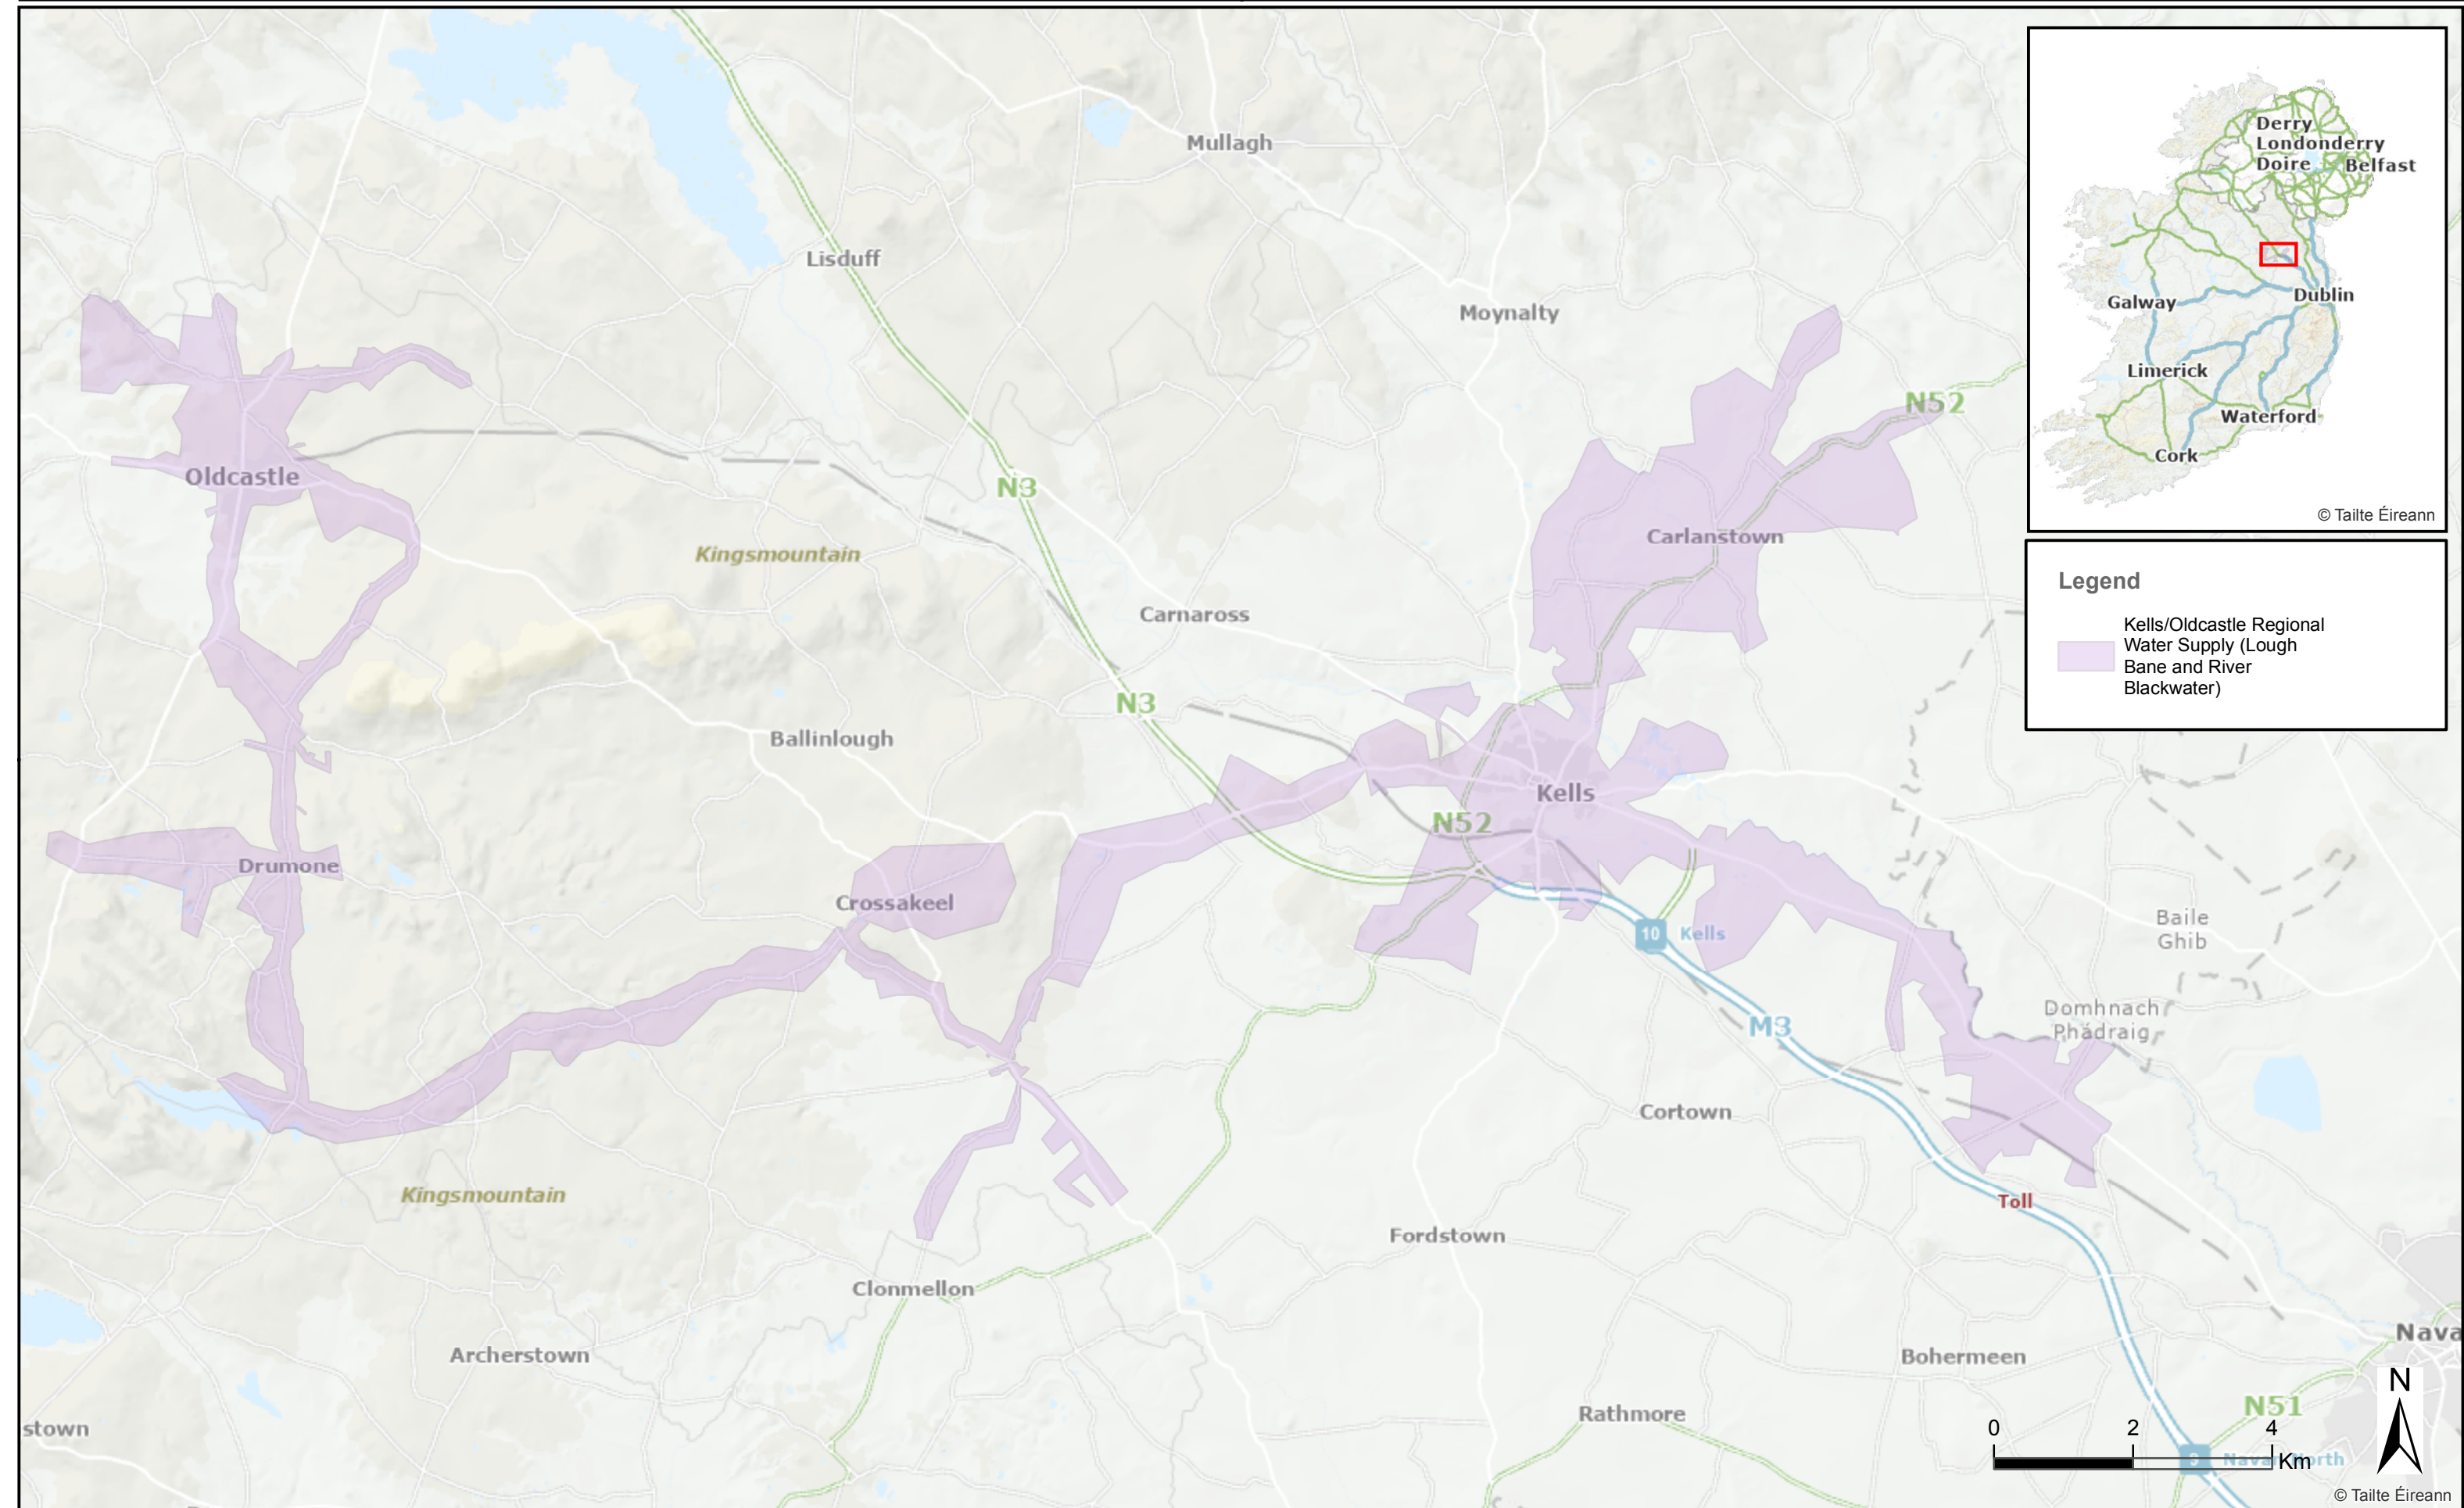 Mullagh
Lisduff
Moynalty
N52
Oldcastle
N3
Carlanstown
Kingsmountain
Carnaross
N3
Ballinlough
Kells
N52
Drumone
Crossakeel
10 Kells
Baile
Ghib
Domhnach
Phádraig
M3
Cortown
Kingsmountain
Toll
Fordstown
Clonmellon
Archerstown
Bohermeen
Nava
Rathmore
N51
stown
9 Navan North
Derry
Londonderry
Doire
Belfast
Galway
Dublin
Limerick
Waterford
Cork
© Tailte Éireann
Legend
Kells/Oldcastle Regional
Water Supply (Lough
Bane and River
Blackwater)
N
0 2 4
Km
© Tailte Éireann